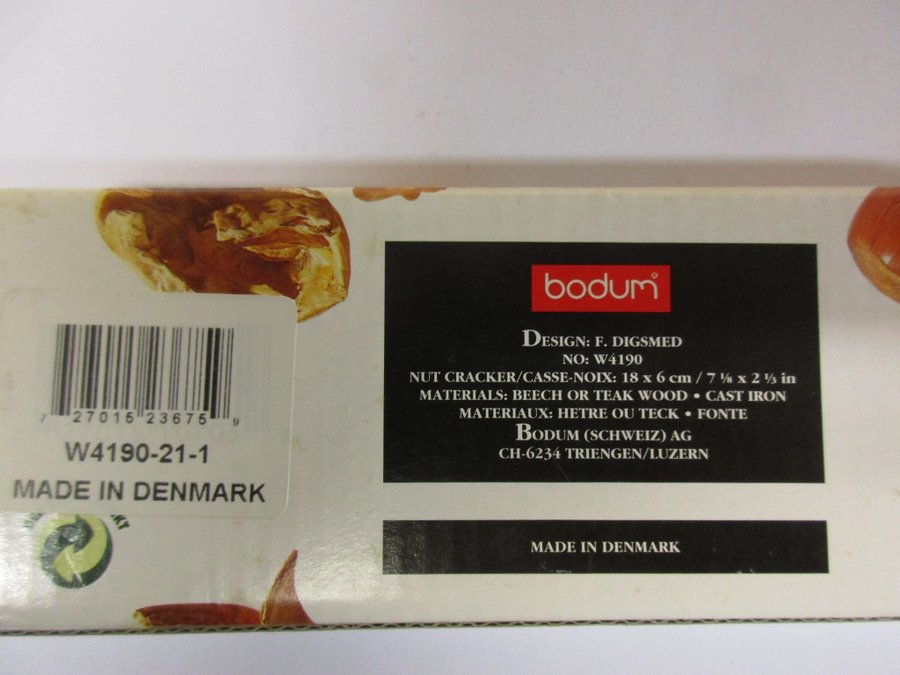 bodum®
DESIGN: F. DIGSMED
NO: W4190
NUT CRACKER/CASSE-NOIX: 18 x 6 cm / 7 ⅛ x 2 ⅓ in
MATERIALS: BEECH OR TEAK WOOD • CAST IRON
MATERIAUX: HETRE OU TECK • FONTE
BODUM (SCHWEIZ) AG
CH-6234 TRIENGEN/LUZERN
MADE IN DENMARK
7 27015 23675 9
W4190-21-1
MADE IN DENMARK